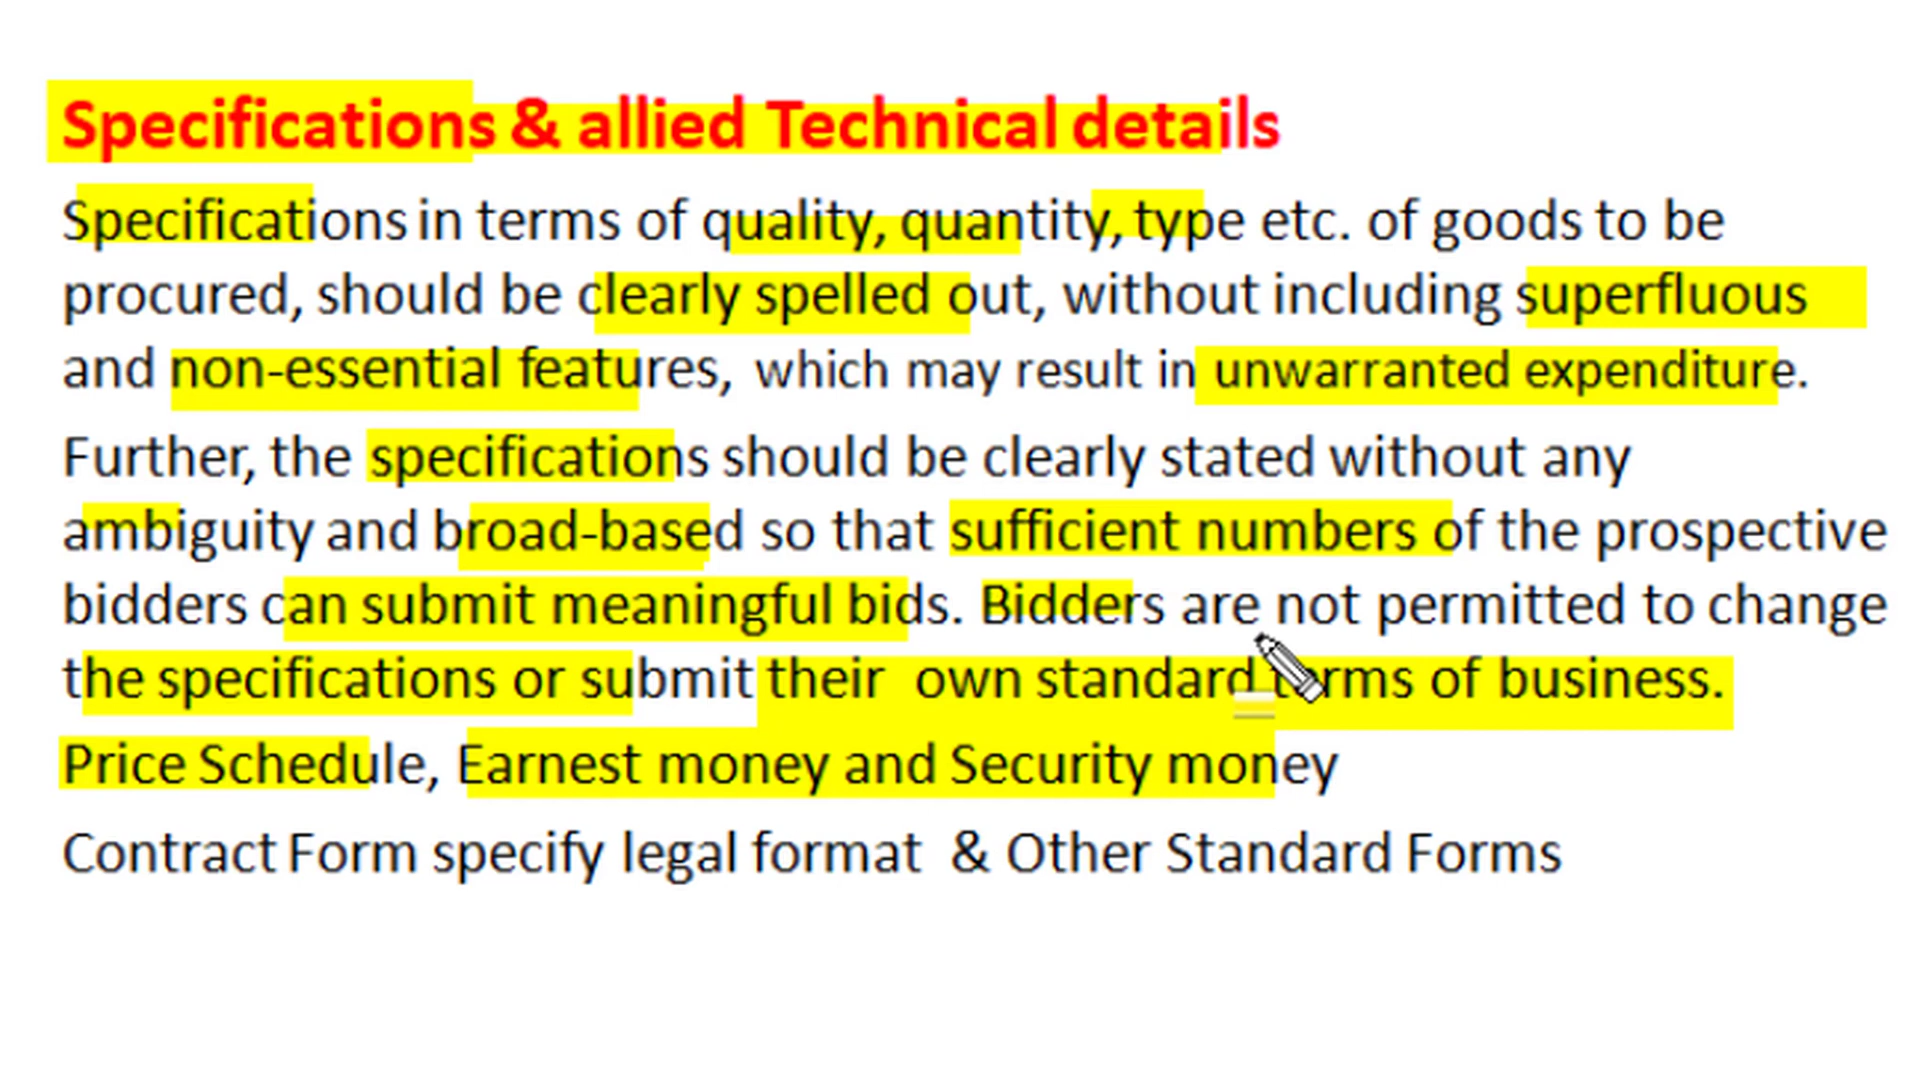 Specifications & allied Technical details
Specifications in terms of quality, quantity, type etc. of goods to be
procured, should be clearly spelled out, without including superfluous
and non-essential features, which may result in unwarranted expenditure.
Further, the specifications should be clearly stated without any
ambiguity and broad-based so that sufficient numbers of the prospective
bidders can submit meaningful bids. Bidders are not permitted to change
the specifications or submit their own standard terms of business.
Price Schedule, Earnest money and Security money
Contract Form specify legal format & Other Standard Forms